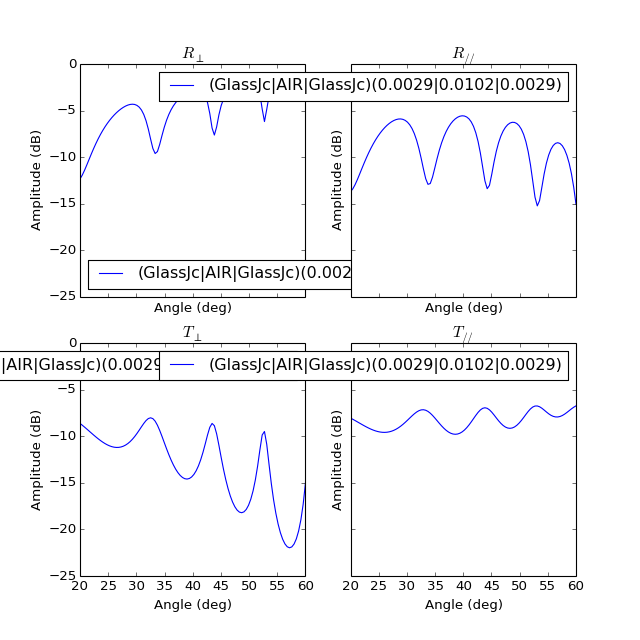 R⊥
R//
(GlassJc|AIR|GlassJc)(0.0029|0.0102|0.0029)
0
−5
−10
−15
−20
−25
Amplitude (dB)
Amplitude (dB)
(GlassJc|AIR|GlassJc)(0.002
Angle (deg)
Angle (deg)
T⊥
T//
|AIR|GlassJc)(0.0029
(GlassJc|AIR|GlassJc)(0.0029|0.0102|0.0029)
0
−5
−10
−15
−20
−25
Amplitude (dB)
Amplitude (dB)
20 25 30 35 40 45 50 55 60
20 25 30 35 40 45 50 55 60
Angle (deg)
Angle (deg)